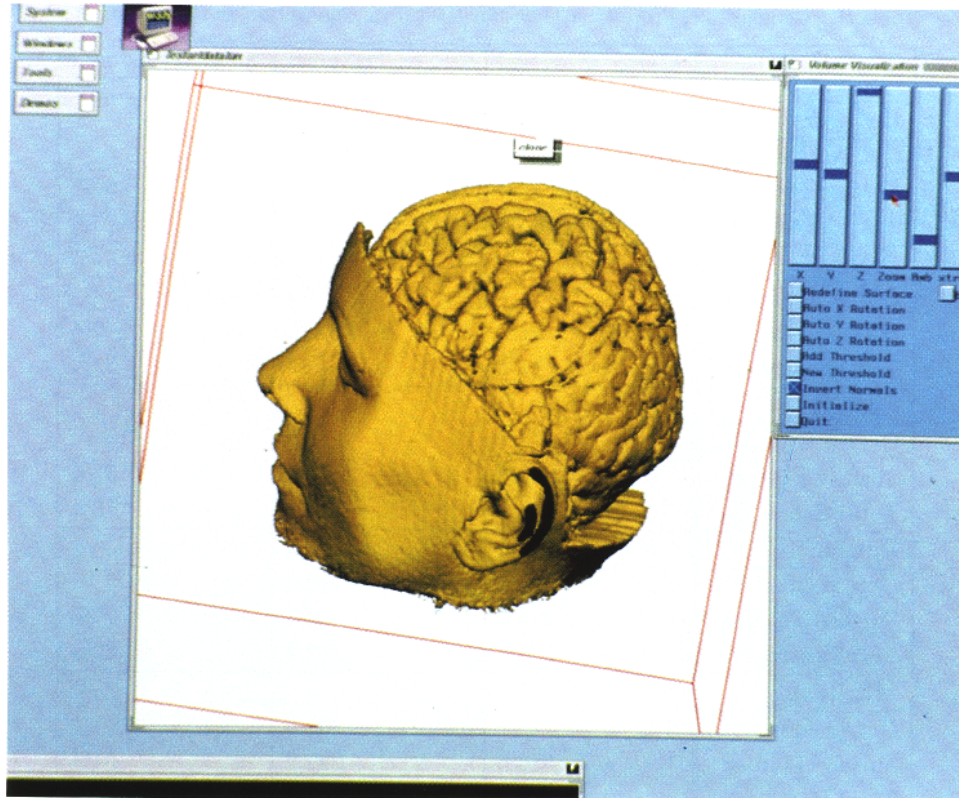 System
Windows
Tools
Demos
Volume Visualization
close
X Y Z Zoom Amb
Redefine Surface
Auto X Rotation
Auto Y Rotation
Auto Z Rotation
Add Threshold
New Threshold
Invert Normals
Initialize
Quit